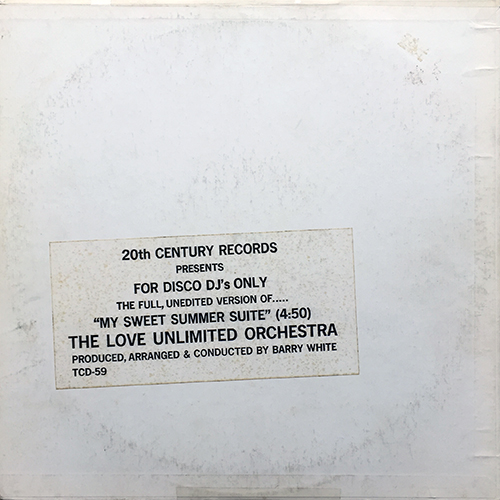 20th CENTURY RECORDS
PRESENTS
FOR DISCO DJ's ONLY
THE FULL, UNEDITED VERSION OF.....
"MY SWEET SUMMER SUITE" (4:50)
THE LOVE UNLIMITED ORCHESTRA
PRODUCED, ARRANGED & CONDUCTED BY BARRY WHITE
TCD-59